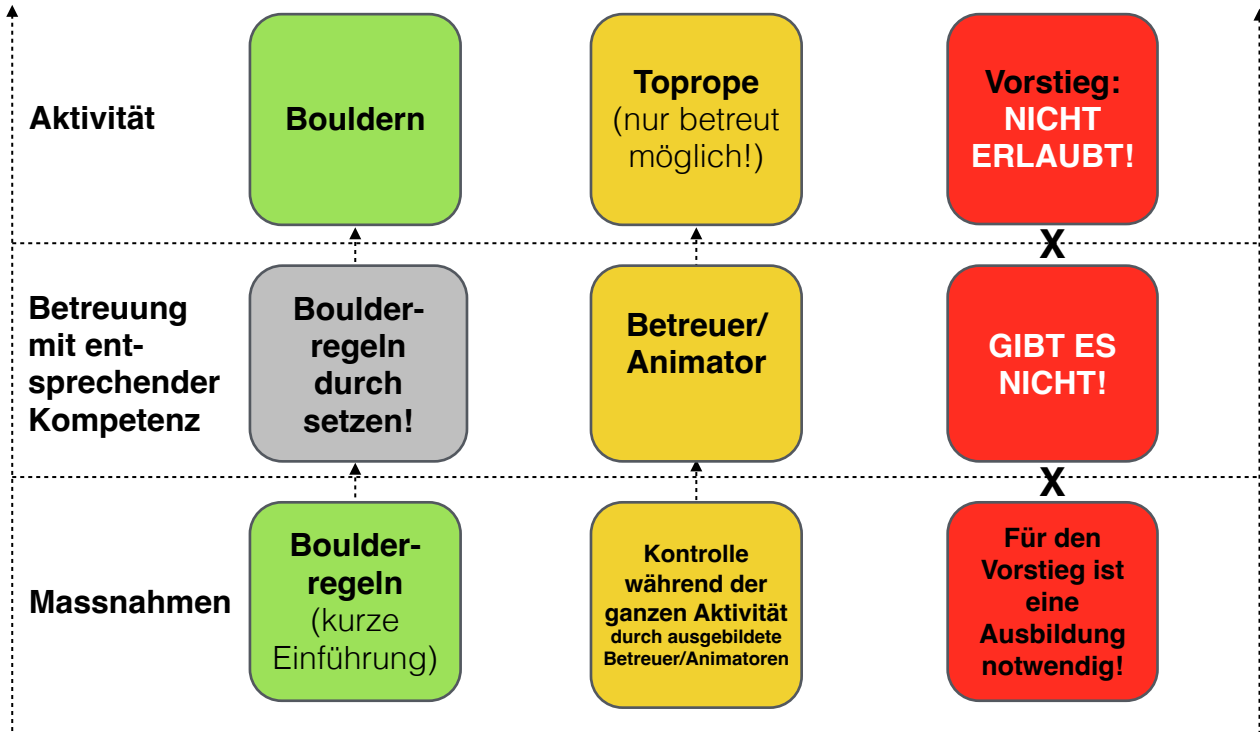 Aktivität
Bouldern
Toprope
(nur betreut
möglich!)
Vorstieg:
NICHT
ERLAUBT!
X
Betreuung
mit ent-
sprechender
Kompetenz
Boulder-
regeln
durch
setzen!
Betreuer/
Animator
GIBT ES
NICHT!
X
Massnahmen
Boulder-
regeln
(kurze
Einführung)
Kontrolle
während der
ganzen Aktivität
durch ausgebildete
Betreuer/Animatoren
Für den
Vorstieg ist
eine
Ausbildung
notwendig!